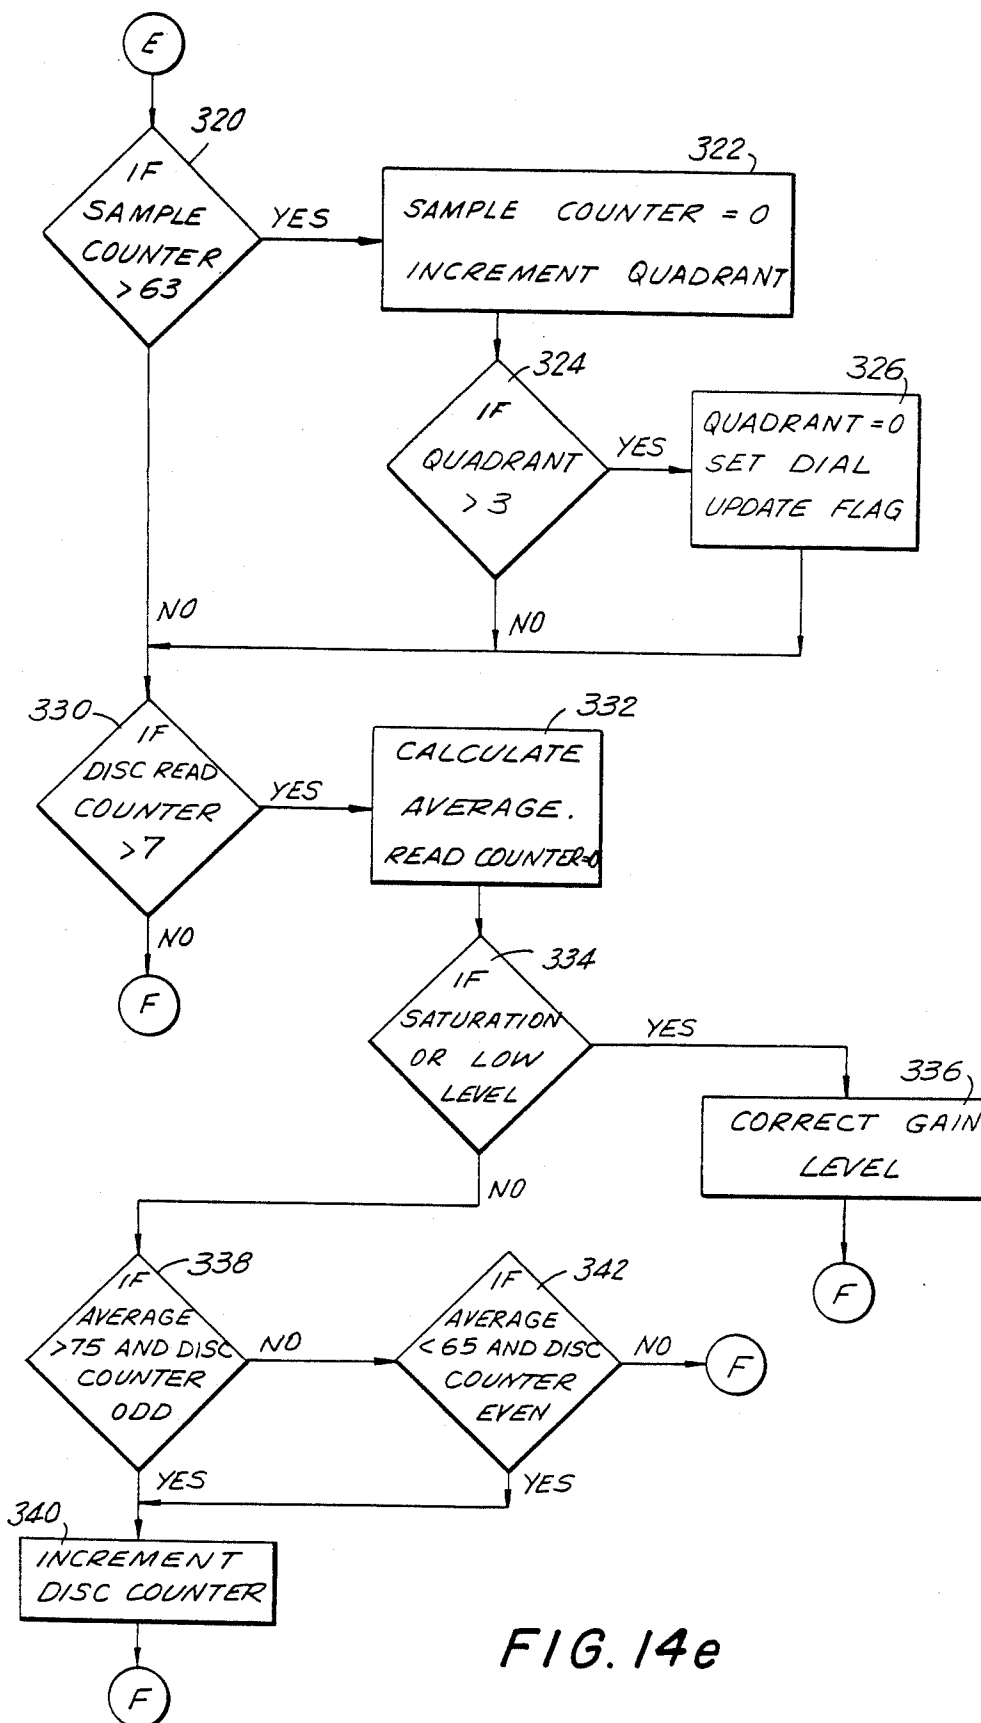 E
320
IF
SAMPLE
COUNTER
>63
YES
322
SAMPLE COUNTER = 0
INCREMENT QUADRANT
324
IF
QUADRANT
>3
YES
326
QUADRANT=0
SET DIAL
UPDATE FLAG
NO
NO
330
IF
DISC READ
COUNTER
>7
YES
332
CALCULATE
AVERAGE.
READ COUNTER=0
NO
F
334
IF
SATURATION
OR LOW
LEVEL
YES
336
CORRECT GAIN
LEVEL
F
NO
338
IF
AVERAGE
>75 AND DISC
COUNTER
ODD
NO
342
IF
AVERAGE
<65 AND DISC
COUNTER
EVEN
NO
F
YES
YES
340
INCREMENT
DISC COUNTER
F
FIG. 14e